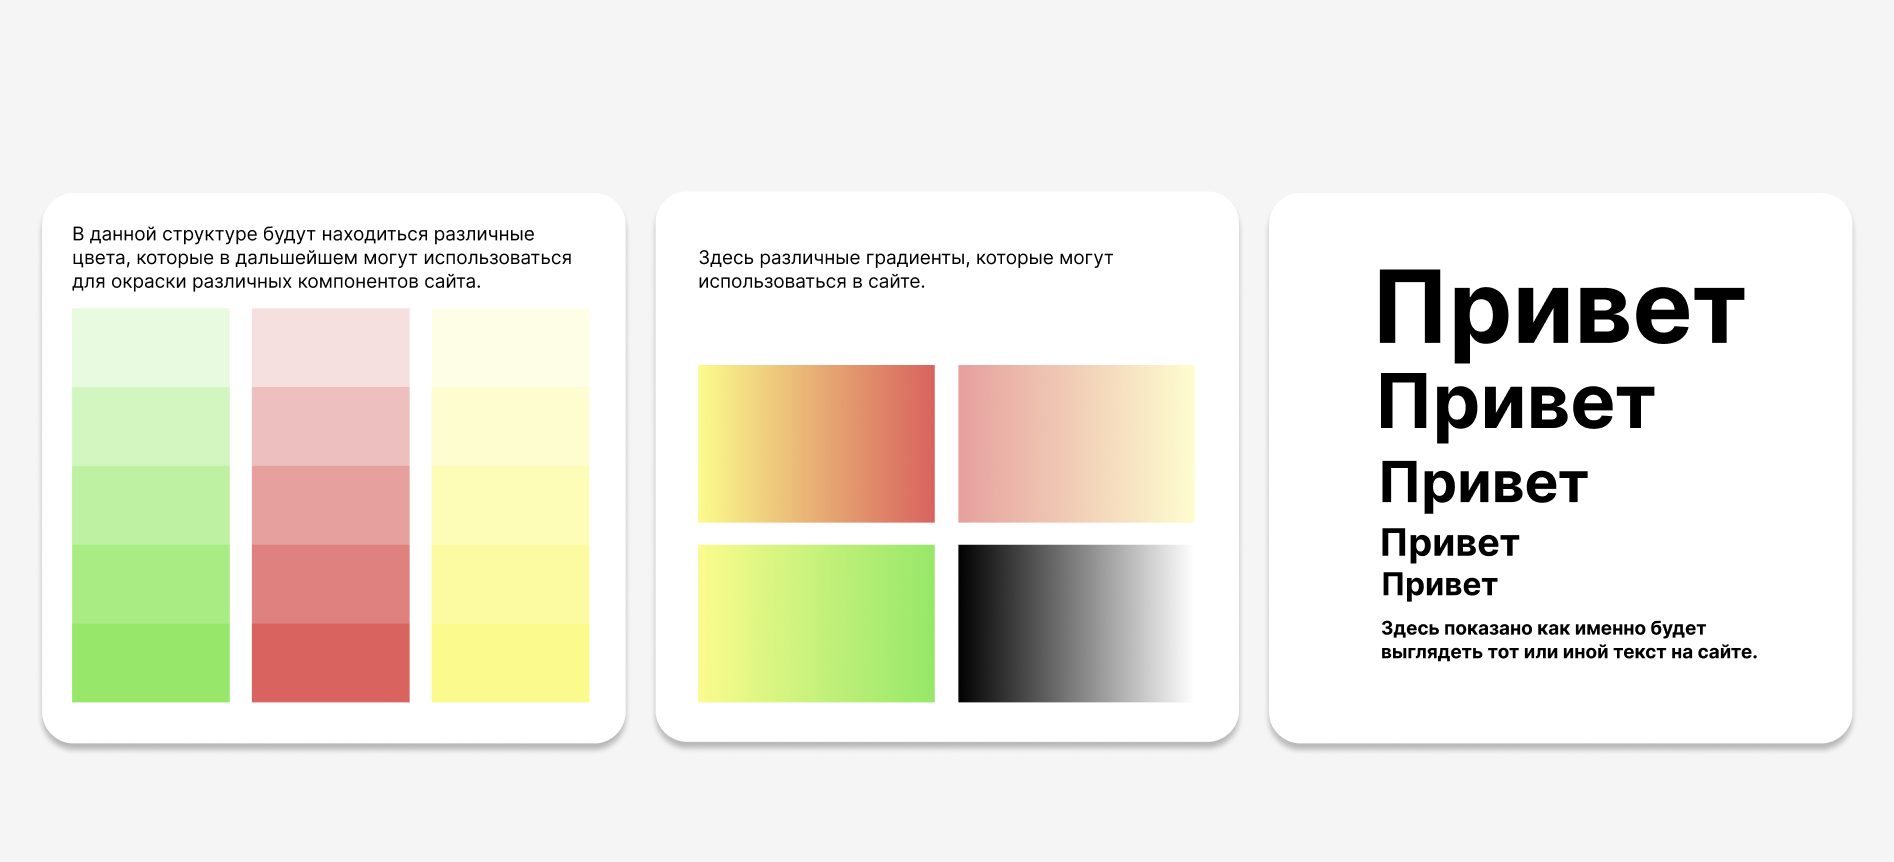 В данной структуре будут находиться различные
цвета, которые в дальшейшем могут использоваться
для окраски различных компонентов сайта.
Здесь различные градиенты, которые могут
использоваться в сайте.
Привет
Привет
Привет
Привет
Привет
Здесь показано как именно будет
выглядеть тот или иной текст на сайте.